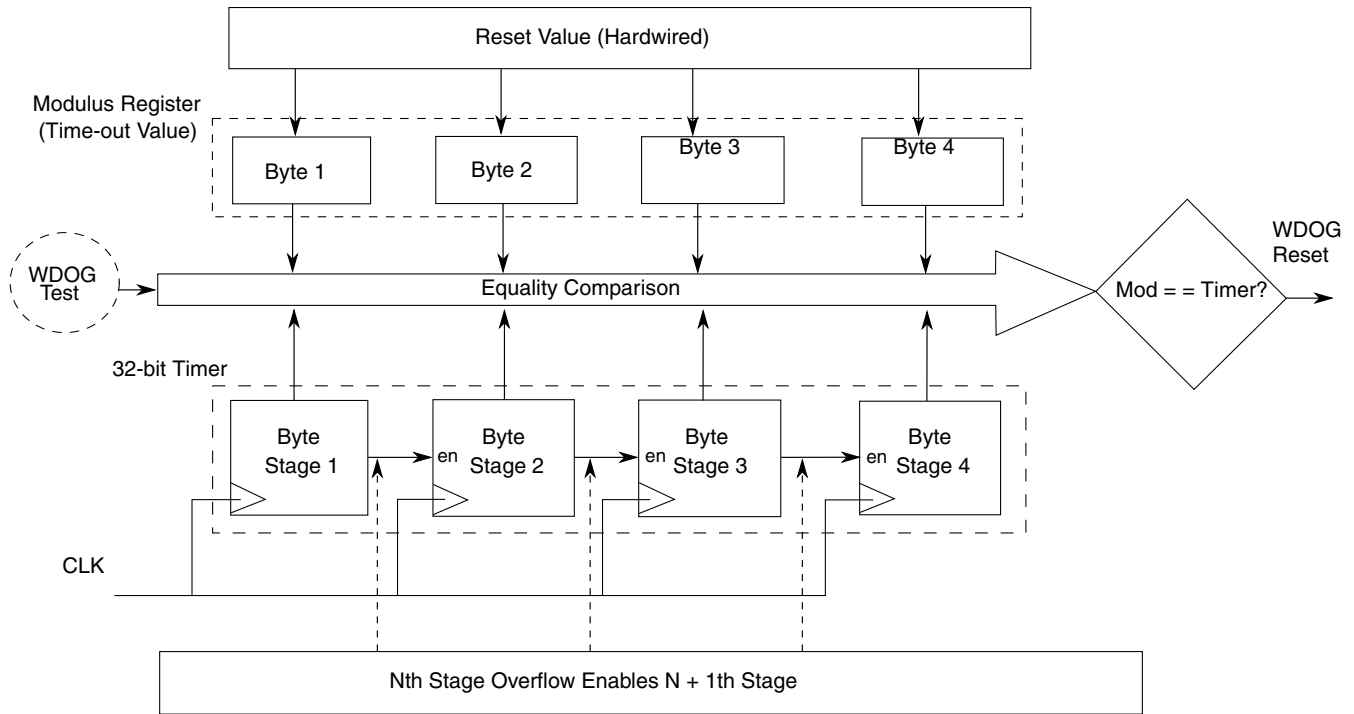 Reset Value (Hardwired)
Modulus Register
(Time-out Value)
Byte 1
Byte 2
Byte 3
Byte 4
WDOG
Test
Equality Comparison
Mod = = Timer?
WDOG
Reset
32-bit Timer
Byte
Stage 1
en
Byte
Stage 2
en
Byte
Stage 3
en
Byte
Stage 4
CLK
Nth Stage Overflow Enables N + 1th Stage